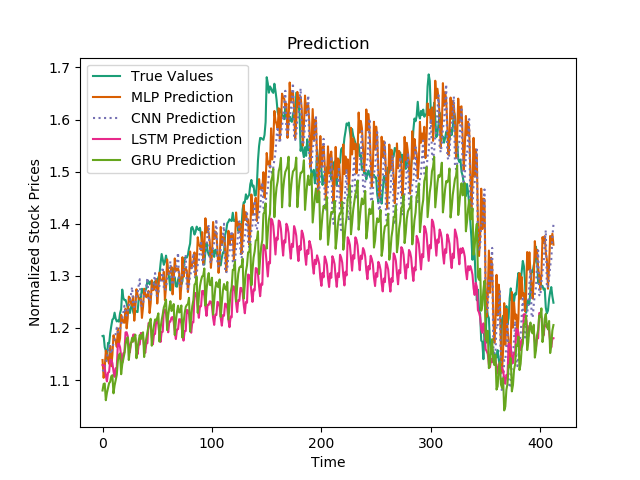 Prediction
True Values
MLP Prediction
CNN Prediction
LSTM Prediction
GRU Prediction
Normalized Stock Prices
1.7
1.6
1.5
1.4
1.3
1.2
1.1
0 100 200 300 400
Time